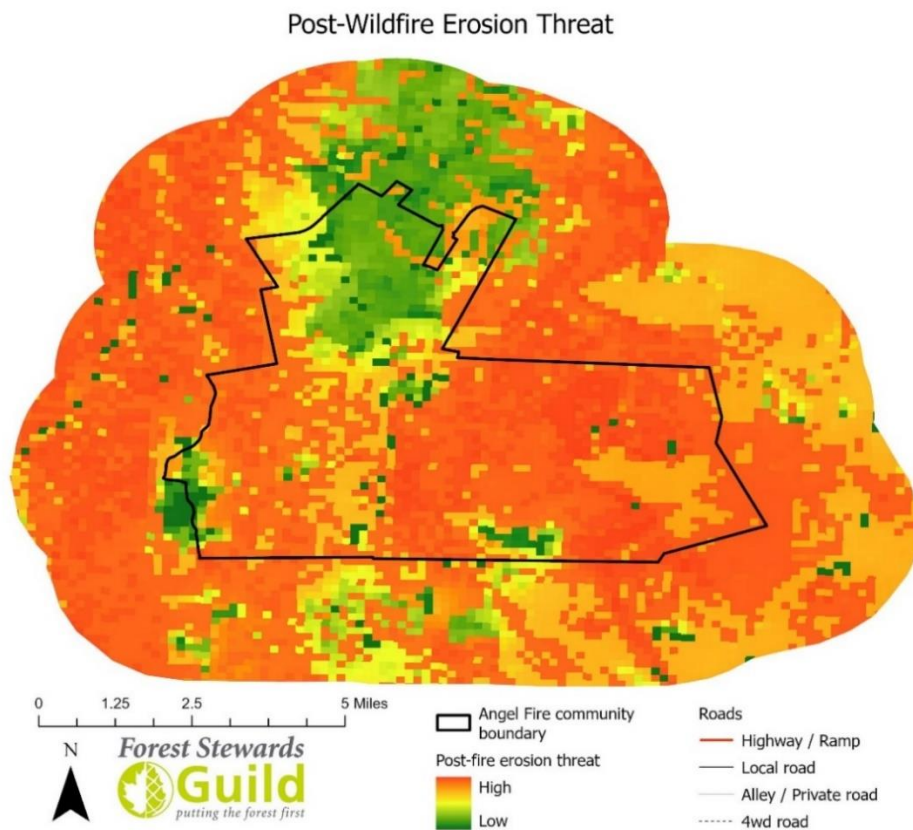 Post-Wildfire Erosion Threat
0 1.25 2.5 5 Miles
N
Forest Stewards
Guild
putting the forest first
Angel Fire community
boundary
Post-fire erosion threat
High
Low
Roads
Highway / Ramp
Local road
Alley / Private road
4wd road